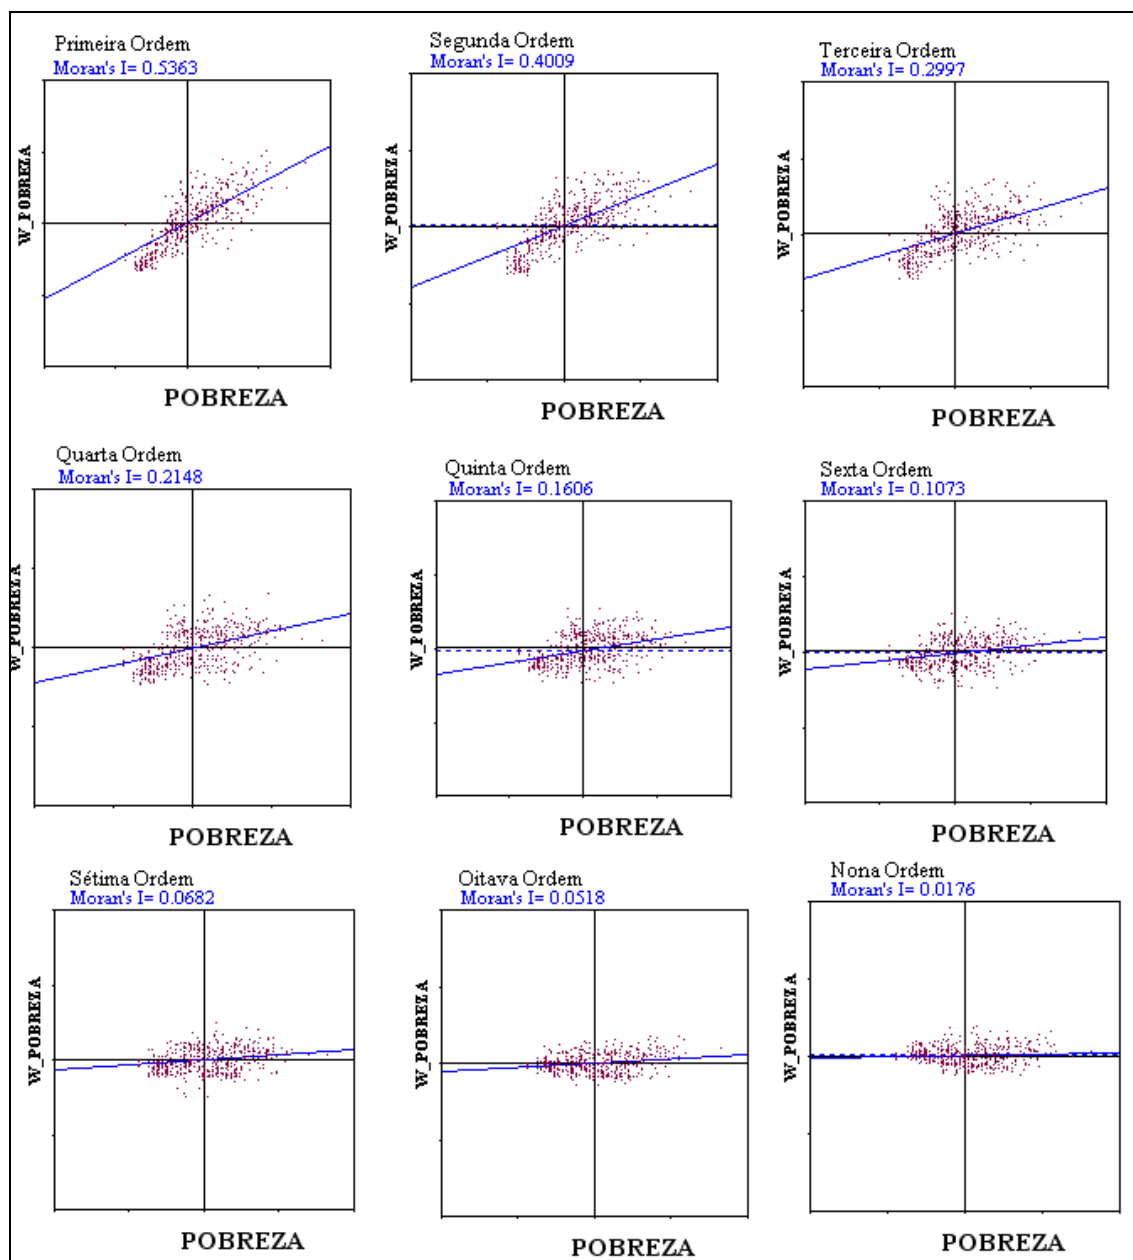 Primeira Ordem
Moran's I= 0.5363
W_POBREZA
POBREZA
Segunda Ordem
Moran's I= 0.4009
W_POBREZA
POBREZA
Terceira Ordem
Moran's I= 0.2997
W_POBREZA
POBREZA
Quarta Ordem
Moran's I= 0.2148
W_POBREZA
POBREZA
Quinta Ordem
Moran's I= 0.1606
W_POBREZA
POBREZA
Sexta Ordem
Moran's I= 0.1073
W_POBREZA
POBREZA
Sétima Ordem
Moran's I= 0.0682
W_POBREZA
POBREZA
Oitava Ordem
Moran's I= 0.0518
W_POBREZA
POBREZA
Nona Ordem
Moran's I= 0.0176
W_POBREZA
POBREZA